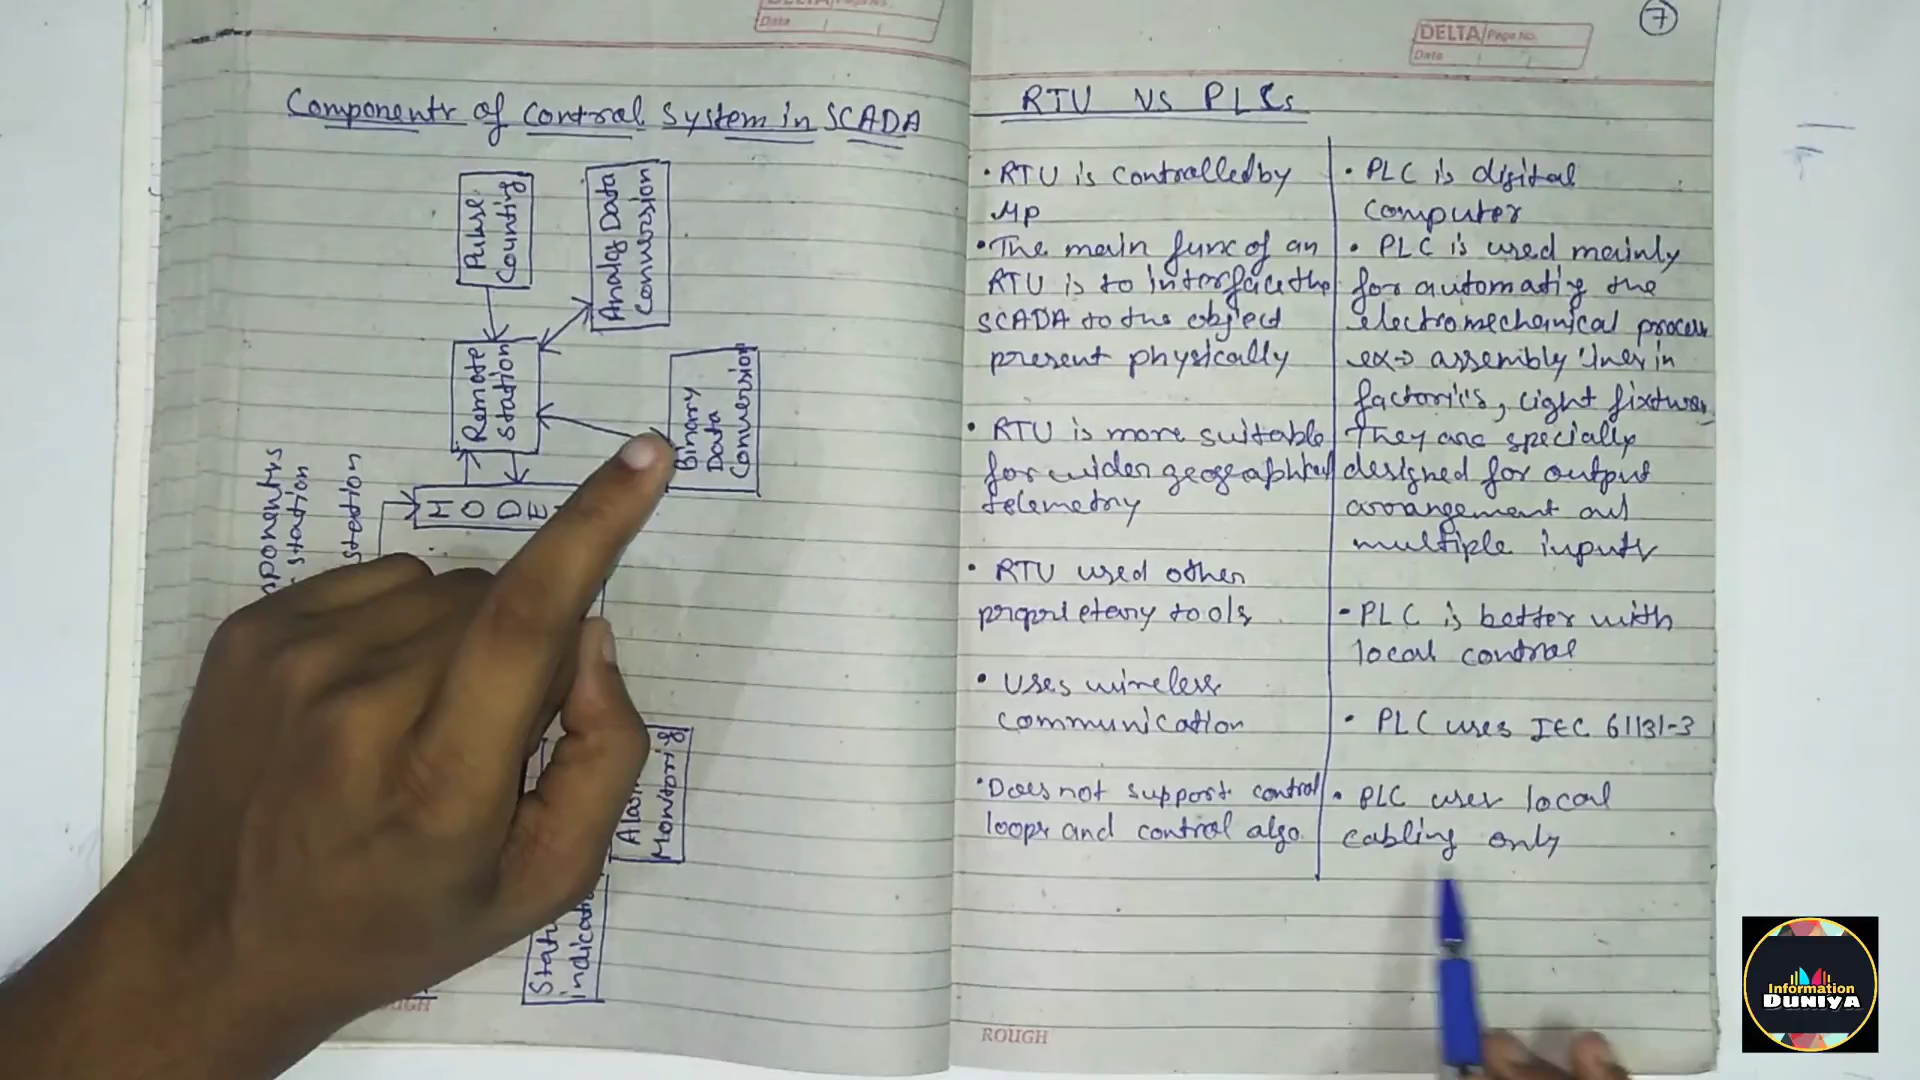 DELTA Page No.
Date
Components of Control System in SCADA
Pulse
Counting
Analog Data
Conversion
Remote
Station
Binary
Data
Conversion
Station
Station
MODE
Monitoring
indicati
ROUGH
7
DELTA Page No.
Date
RTU VS PLCs
• RTU is controlled by
μp
• The main func of an
RTU is to interface the
SCADA to the object
present physically
• RTU is more suitable
for wider geographical
telemetry
• RTU used other
proprietary tools
• Uses wireless
communication
• Does not support control
loops and control algo
• PLC is digital
computer
• PLC is used mainly
for automating the
electromechanical process
ex→ assembly lines in
factories, light fixtures
They are specially
designed for output
arrangement and
multiple inputs
• PLC is better with
local control
• PLC uses IEC 61131-3
• PLC uses local
cabling only
ROUGH
Information
DUNIYA